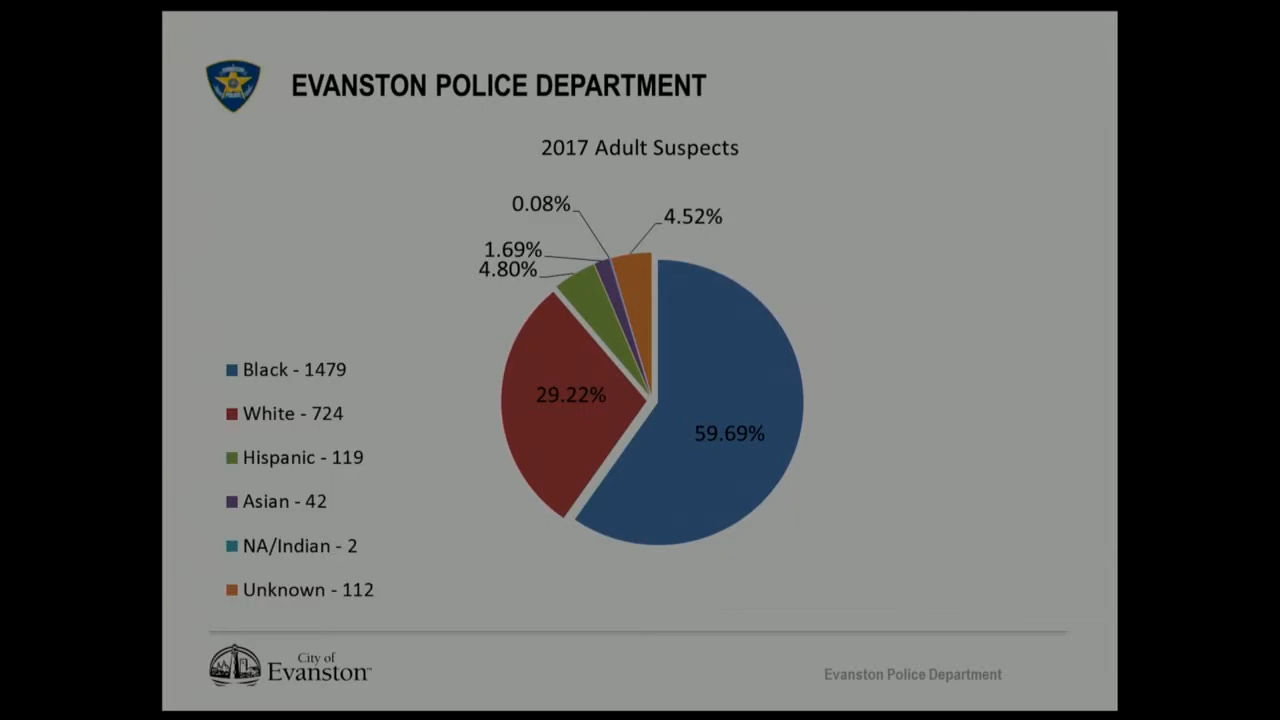 EVANSTON POLICE DEPARTMENT
2017 Adult Suspects
0.08%
4.52%
1.69%
4.80%
29.22%
59.69%
Black - 1479
White - 724
Hispanic - 119
Asian - 42
NA/Indian - 2
Unknown - 112
City of
Evanston™
Evanston Police Department